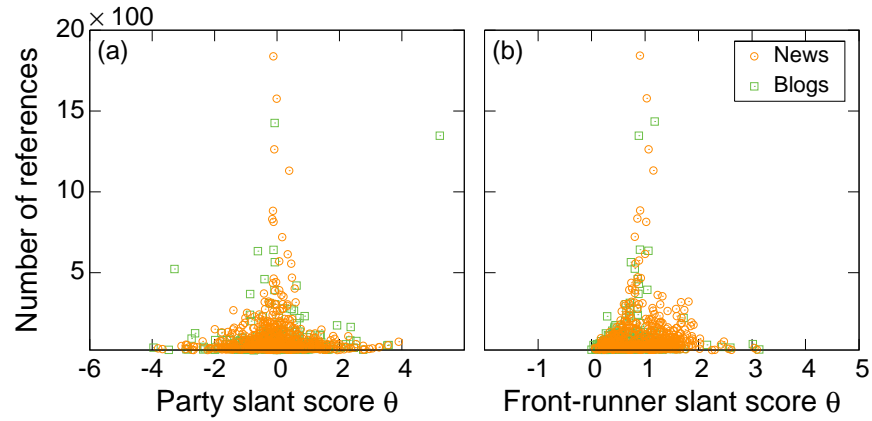 20 × 100
(a)
(b)
News
Blogs
15
10
5
Number of references
-6 -4 -2 0 2 4
-1 0 1 2 3 4 5
Party slant score θ
Front-runner slant score θ